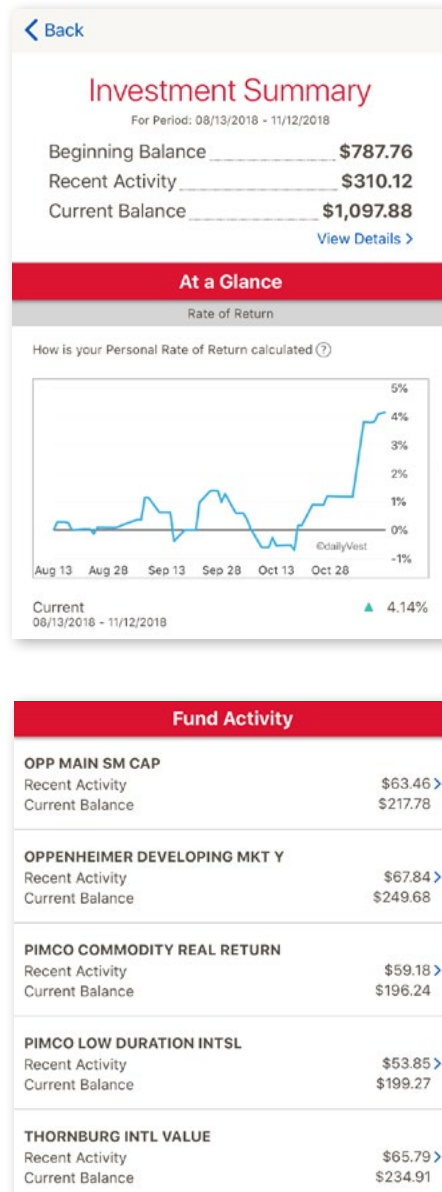 Back
Investment Summary
For Period: 08/13/2018 - 11/12/2018
Beginning Balance $787.76
Recent Activity $310.12
Current Balance $1,097.88
View Details >
At a Glance
Rate of Return
How is your Personal Rate of Return calculated ?
5%
4%
3%
2%
1%
0%
©dailyVest
-1%
Aug 13 Aug 28 Sep 13 Sep 28 Oct 13 Oct 28
Current ▲ 4.14%
08/13/2018 - 11/12/2018
Fund Activity
OPP MAIN SM CAP
Recent Activity $63.46 >
Current Balance $217.78
OPPENHEIMER DEVELOPING MKT Y
Recent Activity $67.84 >
Current Balance $249.68
PIMCO COMMODITY REAL RETURN
Recent Activity $59.18 >
Current Balance $196.24
PIMCO LOW DURATION INTSL
Recent Activity $53.85 >
Current Balance $199.27
THORNBURG INTL VALUE
Recent Activity $65.79 >
Current Balance $234.91